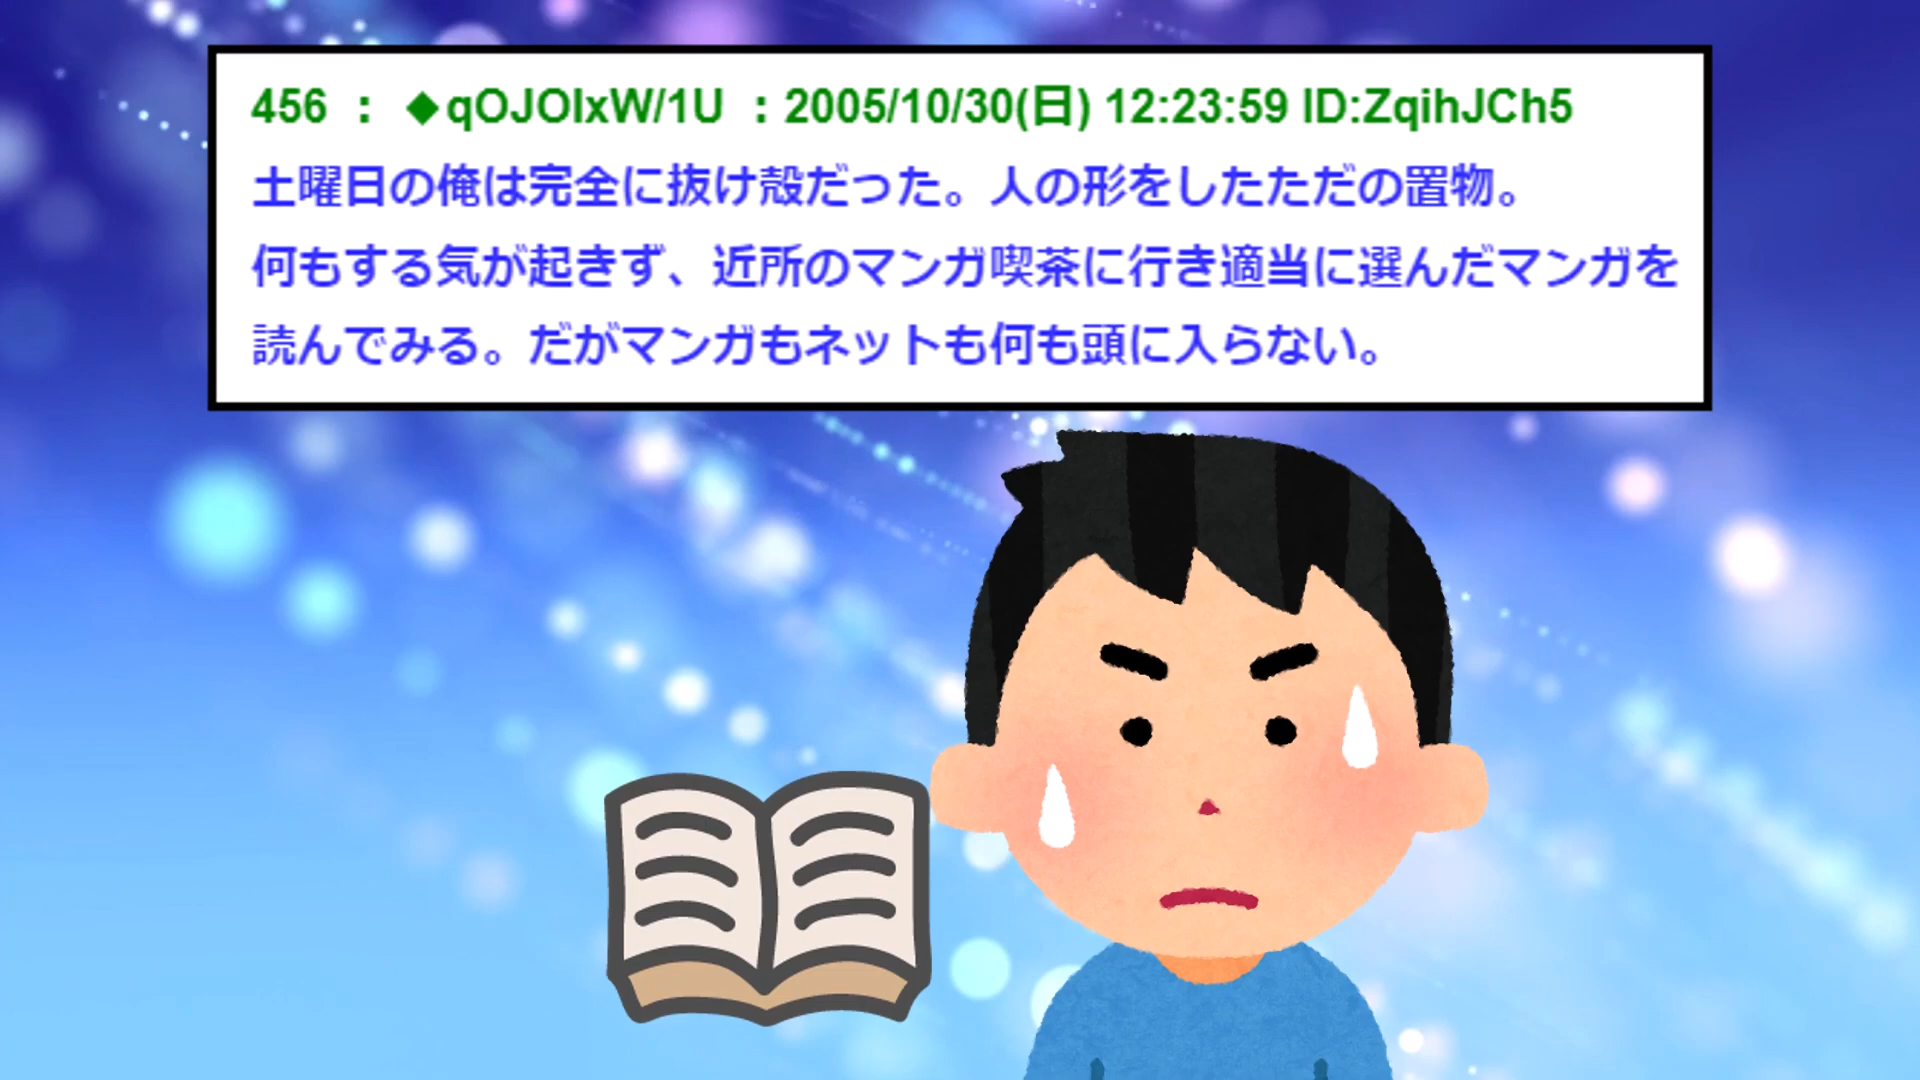 456 : ◆qOJOIxW/1U : 2005/10/30(日) 12:23:59 ID:ZqihJCh5
土曜日の俺は完全に抜け殻だった。人の形をしたただの置物。
何もする気が起きず、近所のマンガ喫茶に行き適当に選んだマンガを
読んでみる。だがマンガもネットも何も頭に入らない。